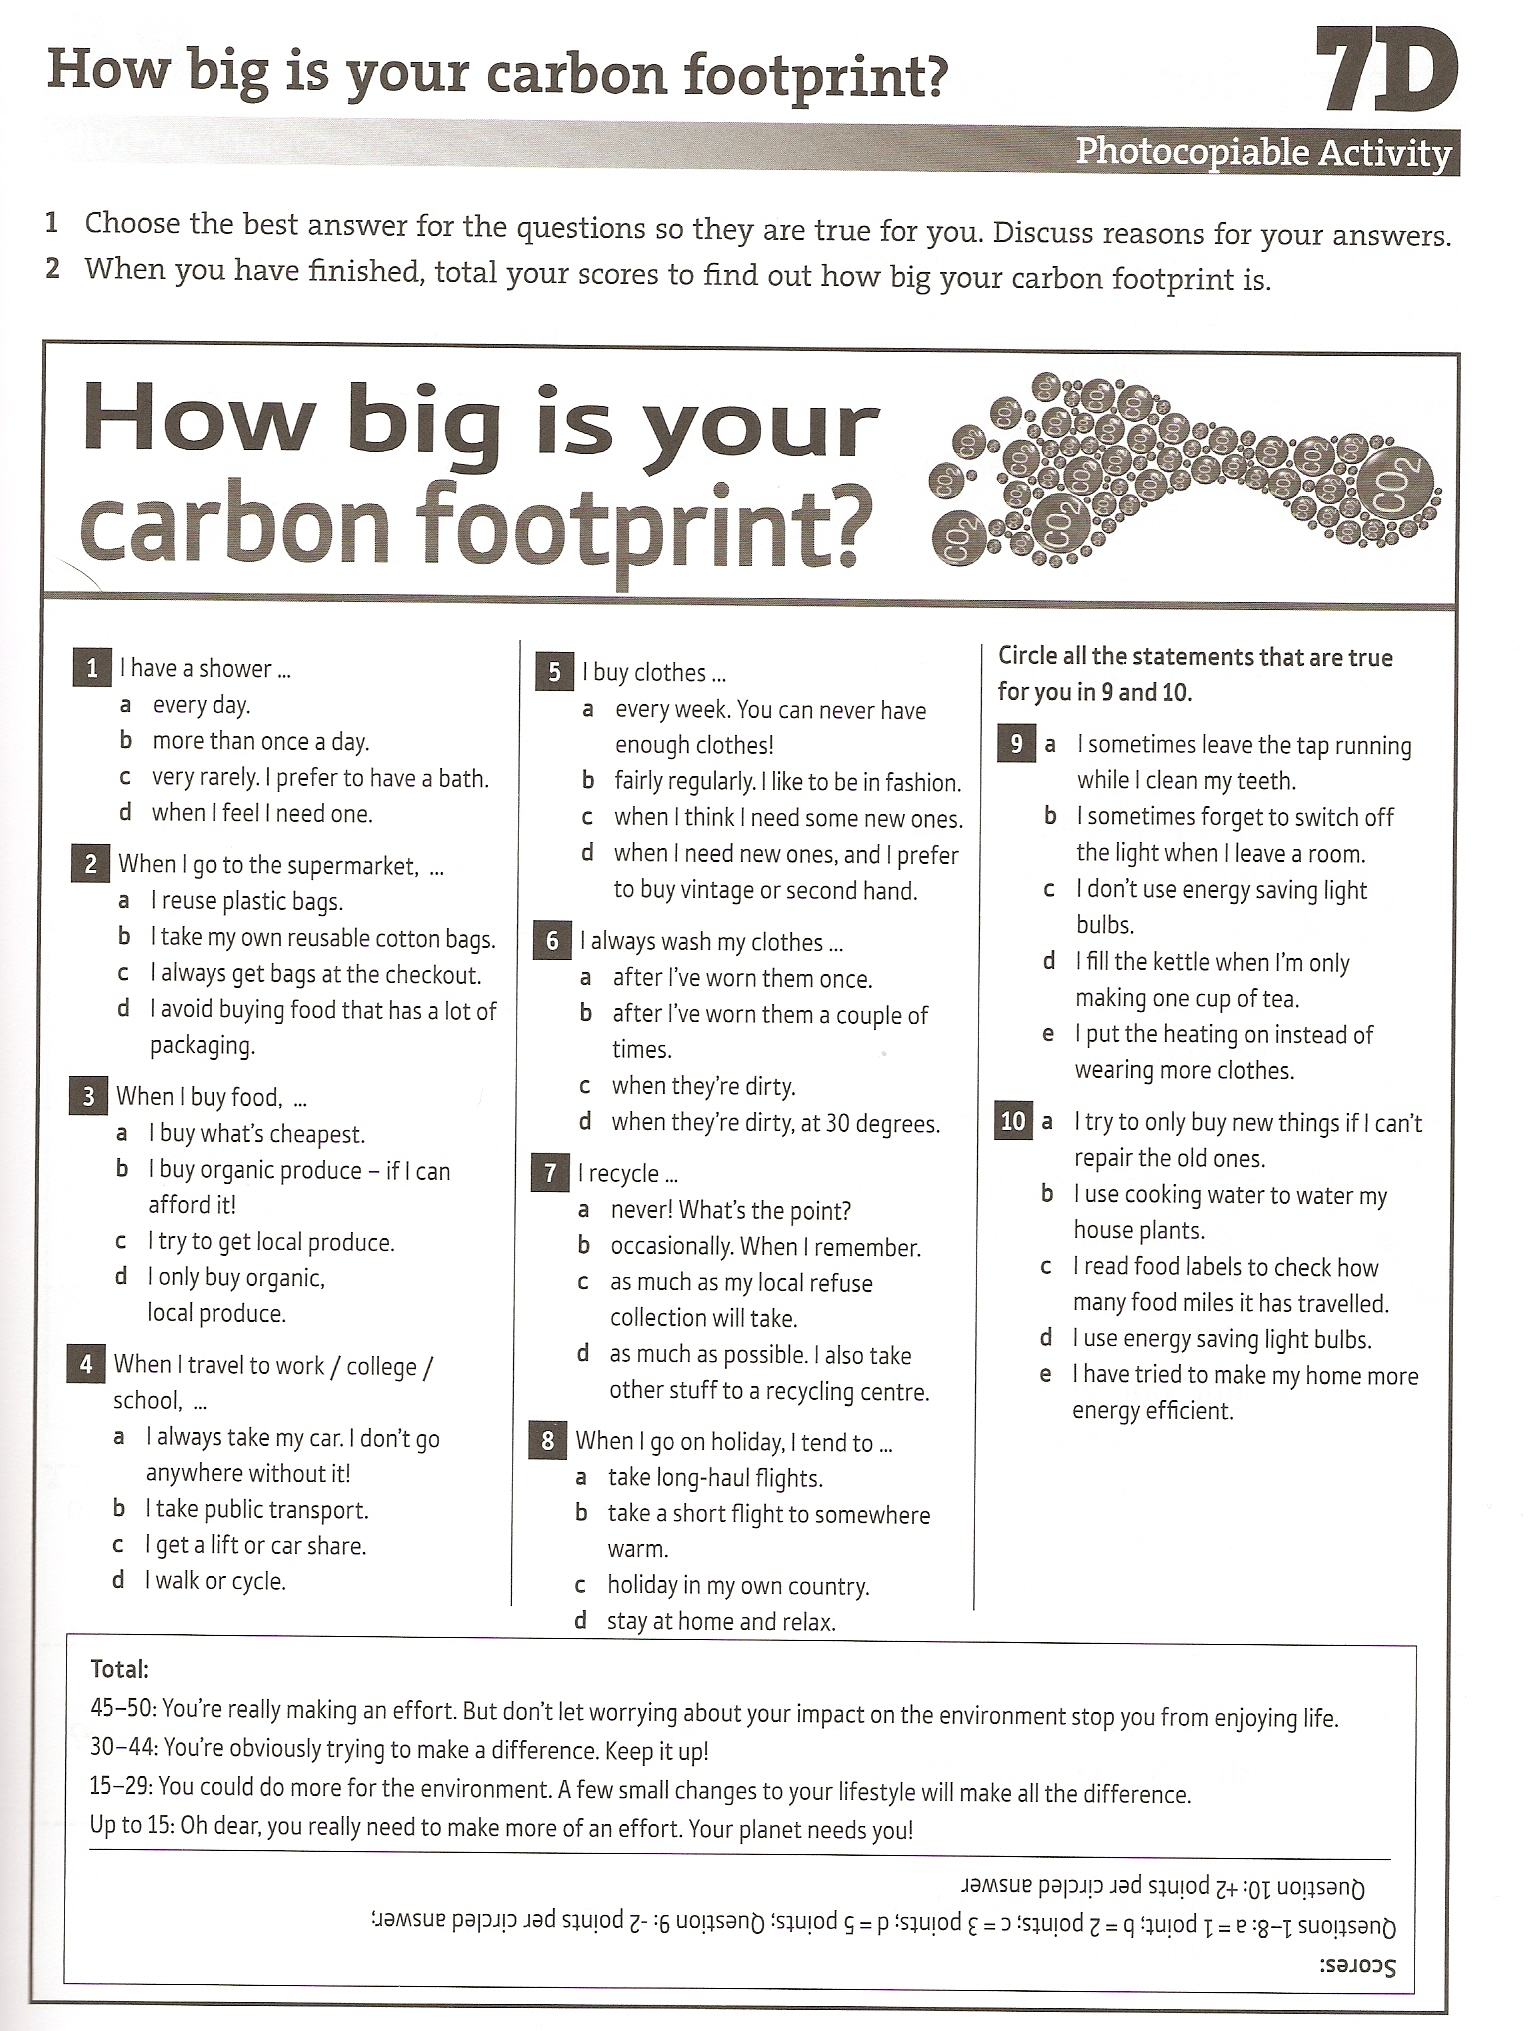 How big is your carbon footprint?
7D
Photocopiable Activity
1 Choose the best answer for the questions so they are true for you. Discuss reasons for your answers.
2 When you have finished, total your scores to find out how big your carbon footprint is.
How big is your
carbon footprint?
CO2
CO2
CO2
1 I have a shower ...
a every day.
b more than once a day.
c very rarely. I prefer to have a bath.
d when I feel I need one.
2 When I go to the supermarket, ...
a I reuse plastic bags.
b I take my own reusable cotton bags.
c I always get bags at the checkout.
d I avoid buying food that has a lot of
packaging.
3 When I buy food, ...
a I buy what's cheapest.
b I buy organic produce – if I can
afford it!
c I try to get local produce.
d I only buy organic,
local produce.
4 When I travel to work / college /
school, ...
a I always take my car. I don't go
anywhere without it!
b I take public transport.
c I get a lift or car share.
d I walk or cycle.
5 I buy clothes ...
a every week. You can never have
enough clothes!
b fairly regularly. I like to be in fashion.
c when I think I need some new ones.
d when I need new ones, and I prefer
to buy vintage or second hand.
6 I always wash my clothes ...
a after I've worn them once.
b after I've worn them a couple of
times.
c when they're dirty.
d when they're dirty, at 30 degrees.
7 I recycle ...
a never! What's the point?
b occasionally. When I remember.
c as much as my local refuse
collection will take.
d as much as possible. I also take
other stuff to a recycling centre.
8 When I go on holiday, I tend to ...
a take long-haul flights.
b take a short flight to somewhere
warm.
c holiday in my own country.
d stay at home and relax.
Circle all the statements that are true
for you in 9 and 10.
9 a I sometimes leave the tap running
while I clean my teeth.
b I sometimes forget to switch off
the light when I leave a room.
c I don't use energy saving light
bulbs.
d I fill the kettle when I'm only
making one cup of tea.
e I put the heating on instead of
wearing more clothes.
10 a I try to only buy new things if I can't
repair the old ones.
b I use cooking water to water my
house plants.
c I read food labels to check how
many food miles it has travelled.
d I use energy saving light bulbs.
e I have tried to make my home more
energy efficient.
Total:
45–50: You're really making an effort. But don't let worrying about your impact on the environment stop you from enjoying life.
30–44: You're obviously trying to make a difference. Keep it up!
15–29: You could do more for the environment. A few small changes to your lifestyle will make all the difference.
Up to 15: Oh dear, you really need to make more of an effort. Your planet needs you!
Scores:
Questions 1–8: a = 1 point; b = 2 points; c = 3 points; d = 5 points; Question 9: -2 points per circled answer;
Question 10: +2 points per circled answer